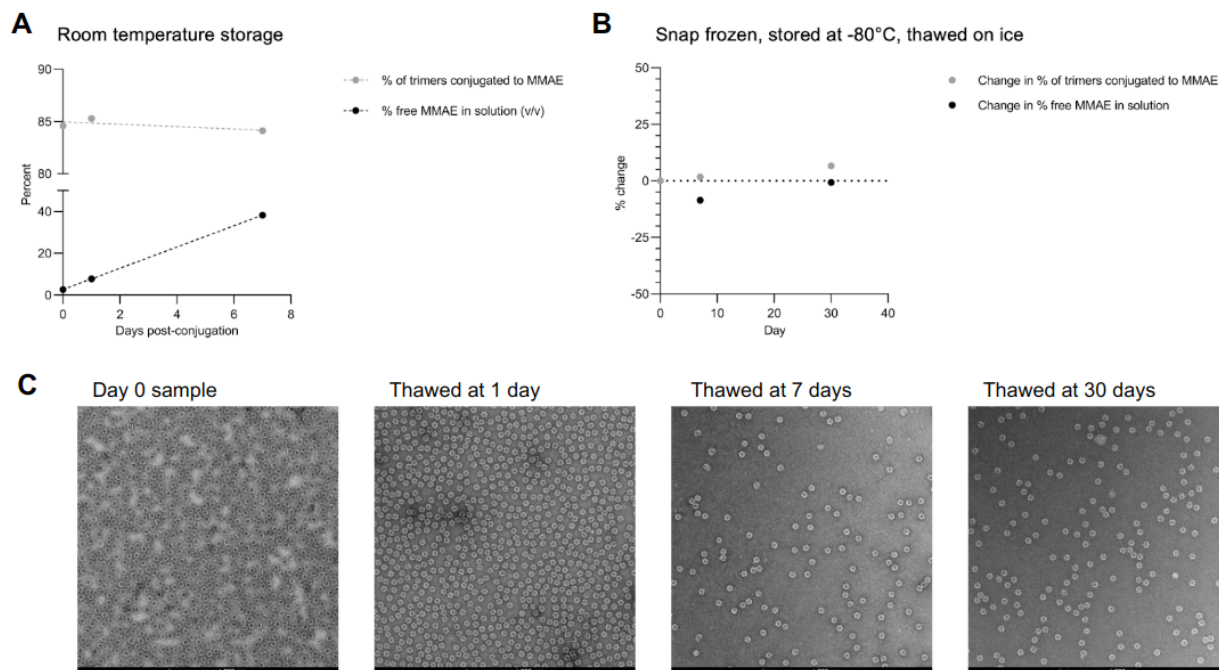 A
Room temperature storage
90
85
80
40
20
0
Percent
0 2 4 6 8
Days post-conjugation
% of trimers conjugated to MMAE
% free MMAE in solution (v/v)
B
Snap frozen, stored at -80°C, thawed on ice
50
25
0
-25
-50
% change
0 10 20 30 40
Day
Change in % of trimers conjugated to MMAE
Change in % free MMAE in solution
C
Day 0 sample
Thawed at 1 day
Thawed at 7 days
Thawed at 30 days